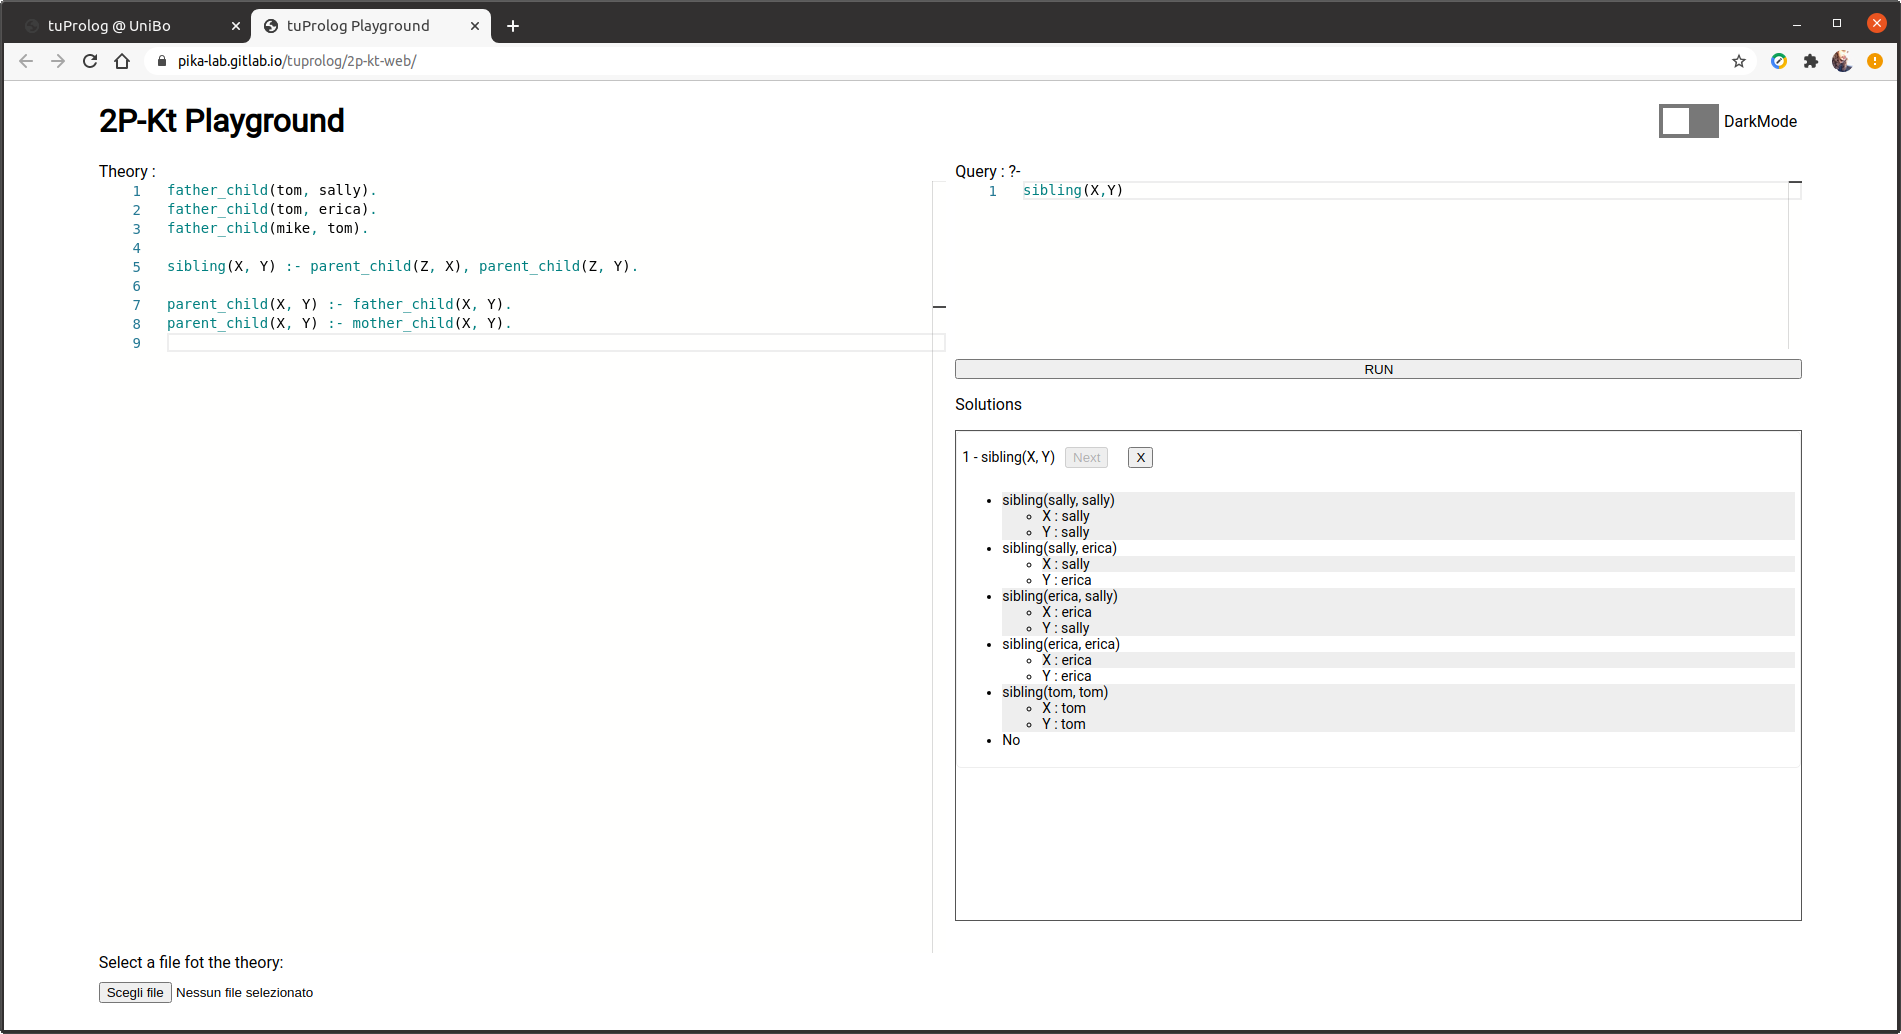 tuProlog @ UniBo
tuProlog Playground
pika-lab.gitlab.io/tuprolog/2p-kt-web/
2P-Kt Playground
DarkMode
Theory :
1 father_child(tom, sally).
2 father_child(tom, erica).
3 father_child(mike, tom).
4
5 sibling(X, Y) :- parent_child(Z, X), parent_child(Z, Y).
6
7 parent_child(X, Y) :- father_child(X, Y).
8 parent_child(X, Y) :- mother_child(X, Y).
9
Query : ?-
1 sibling(X,Y)
RUN
Solutions
1 - sibling(X, Y) Next X
sibling(sally, sally)
X : sally
Y : sally
sibling(sally, erica)
X : sally
Y : erica
sibling(erica, sally)
X : erica
Y : sally
sibling(erica, erica)
X : erica
Y : erica
sibling(tom, tom)
X : tom
Y : tom
No
Select a file fot the theory:
Scegli file Nessun file selezionato